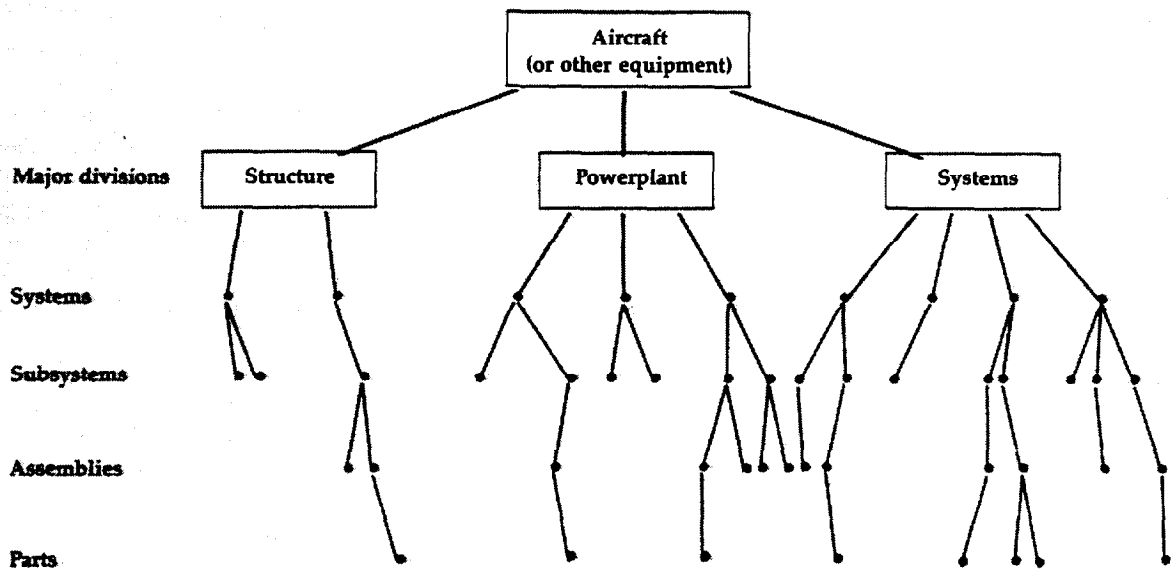 Aircraft
(or other equipment)
Major divisions
Structure
Powerplant
Systems
Systems
Subsystems
Assemblies
Parts